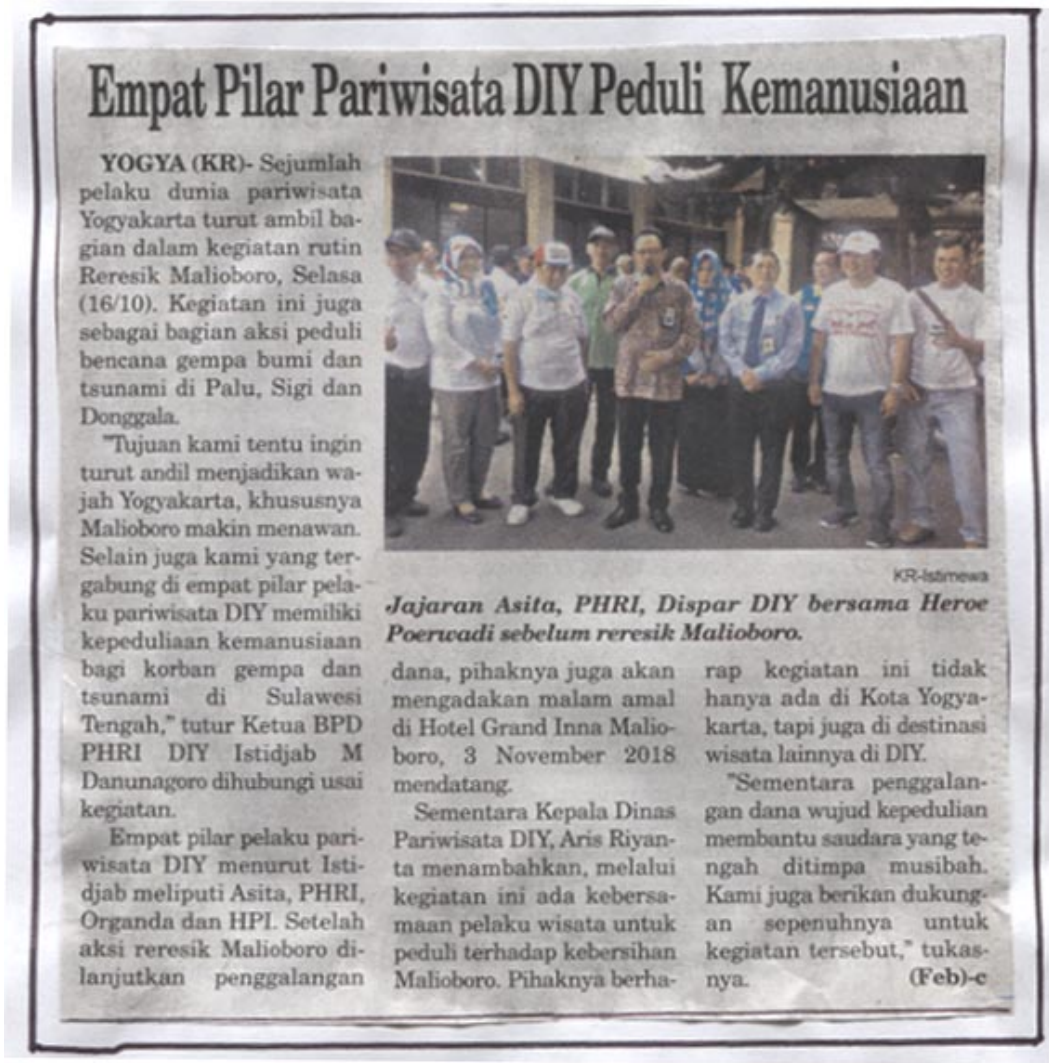 Empat Pilar Pariwisata DIY Peduli Kemanusiaan
YOGYA (KR)- Sejumlah
pelaku dunia pariwisata
Yogyakarta turut ambil ba-
gian dalam kegiatan rutin
Reresik Malioboro, Selasa
(16/10). Kegiatan ini juga
sebagai bagian aksi peduli
bencana gempa bumi dan
tsunami di Palu, Sigi dan
Donggala.
"Tujuan kami tentu ingin
turut andil menjadikan wa-
jah Yogyakarta, khususnya
Malioboro makin menawan.
Selain juga kami yang ter-
gabung di empat pilar pela-
ku pariwisata DIY memiliki
kepeduliaan kemanusiaan
bagi korban gempa dan
tsunami di Sulawesi
Tengah," tutur Ketua BPD
PHRI DIY Istidjab M
Danunagoro dihubungi usai
kegiatan.
Empat pilar pelaku pari-
wisata DIY menurut Isti-
djab meliputi Asita, PHRI,
Organda dan HPI. Setelah
aksi reresik Malioboro di-
lanjutkan penggalangan
KR-Istimewa
Jajaran Asita, PHRI, Dispar DIY bersama Heroe
Poerwadi sebelum reresik Malioboro.
dana, pihaknya juga akan
mengadakan malam amal
di Hotel Grand Inna Malio-
boro, 3 November 2018
mendatang.
Sementara Kepala Dinas
Pariwisata DIY, Aris Riyan-
ta menambahkan, melalui
kegiatan ini ada kebersa-
maan pelaku wisata untuk
peduli terhadap kebersihan
Malioboro. Pihaknya berha-
rap kegiatan ini tidak
hanya ada di Kota Yogya-
karta, tapi juga di destinasi
wisata lainnya di DIY.
"Sementara penggalan-
gan dana wujud kepedulian
membantu saudara yang te-
ngah ditimpa musibah.
Kami juga berikan dukung-
an sepenuhnya untuk
kegiatan tersebut," tukas-
nya. (Feb)-c